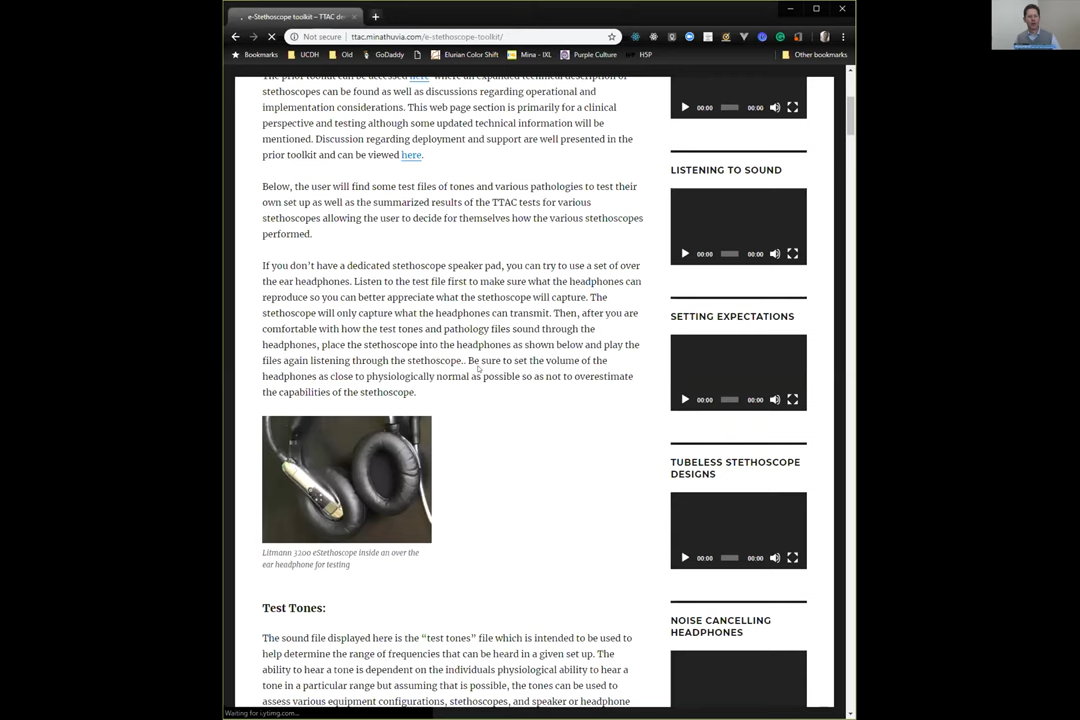 e-Stethoscope toolkit – TTAC de
Not secure
ttac.minathuvia.com/e-stethoscope-toolkit/
Bookmarks
UCDH
Old
GoDaddy
Elurian Color Shift
Mina - IXL
Purple Culture
H5P
Other bookmarks
The prior toolkit can be accessed here where an expanded technical description of
stethoscopes can be found as well as discussions regarding operational and
implementation considerations. This web page section is primarily for a clinical
perspective and testing although some updated technical information will be
mentioned. Discussion regarding deployment and support are well presented in the
prior toolkit and can be viewed here.
Below, the user will find some test files of tones and various pathologies to test their
own set up as well as the summarized results of the TTAC tests for various
stethoscopes allowing the user to decide for themselves how the various stethoscopes
performed.
If you don't have a dedicated stethoscope speaker pad, you can try to use a set of over
the ear headphones. Listen to the test file first to make sure what the headphones can
reproduce so you can better appreciate what the stethoscope will capture. The
stethoscope will only capture what the headphones can transmit. Then, after you are
comfortable with how the test tones and pathology files sound through the
headphones, place the stethoscope into the headphones as shown below and play the
files again listening through the stethoscope.. Be sure to set the volume of the
headphones as close to physiologically normal as possible so as not to overestimate
the capabilities of the stethoscope.
Litmann 3200 eStethoscope inside an over the
ear headphone for testing
Test Tones:
The sound file displayed here is the “test tones” file which is intended to be used to
help determine the range of frequencies that can be heard in a given set up. The
ability to hear a tone is dependent on the individuals physiological ability to hear a
tone in a particular range but assuming that is possible, the tones can be used to
assess various equipment configurations, stethoscopes, and speaker or headphone
00:00 00:00
LISTENING TO SOUND
00:00 00:00
SETTING EXPECTATIONS
00:00 00:00
TUBELESS STETHOSCOPE
DESIGNS
00:00 00:00
NOISE CANCELLING
HEADPHONES
Waiting for i.ytimg.com...